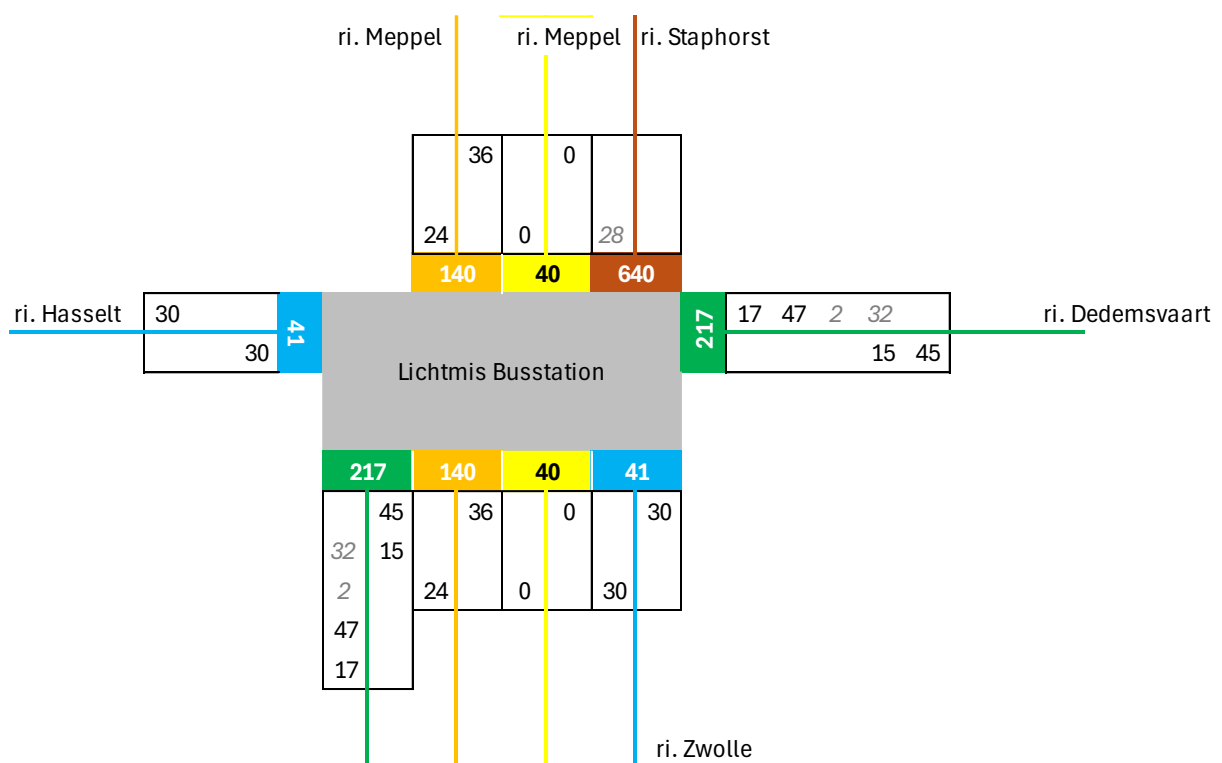 ri. Meppel ri. Meppel ri. Staphorst
36 0
24 0 28
140 40 640
ri. Hasselt 30 41 217 17 47 2 32 ri. Dedemsvaart
30 15 45
Lichtmis Busstation
217 140 40 41
45 36 0 30
32 15
2 24 0 30
47
17
ri. Zwolle